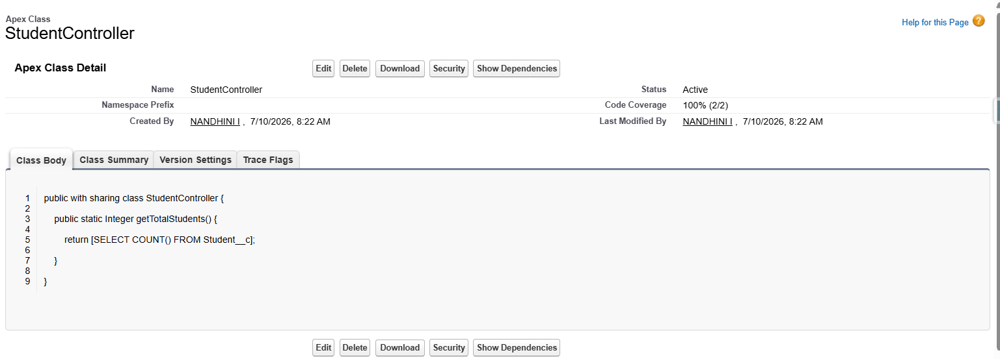 Apex Class
StudentController
Help for this Page ?
Apex Class Detail
Edit Delete Download Security Show Dependencies
Name StudentController Status Active
Namespace Prefix Code Coverage 100% (2/2)
Created By NANDHINI I , 7/10/2026, 8:22 AM Last Modified By NANDHINI I , 7/10/2026, 8:22 AM
Class Body Class Summary Version Settings Trace Flags
1 public with sharing class StudentController {
2
3 public static Integer getTotalStudents() {
4
5 return [SELECT COUNT() FROM Student__c];
6
7 }
8
9 }
Edit Delete Download Security Show Dependencies